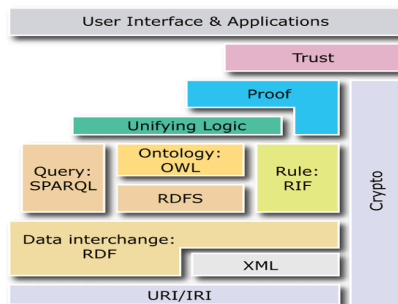 User Interface & Applications
Trust
Proof
Unifying Logic
Query:
SPARQL
Ontology:
OWL
Rule:
RIF
RDFS
Crypto
Data interchange:
RDF
XML
URI/IRI